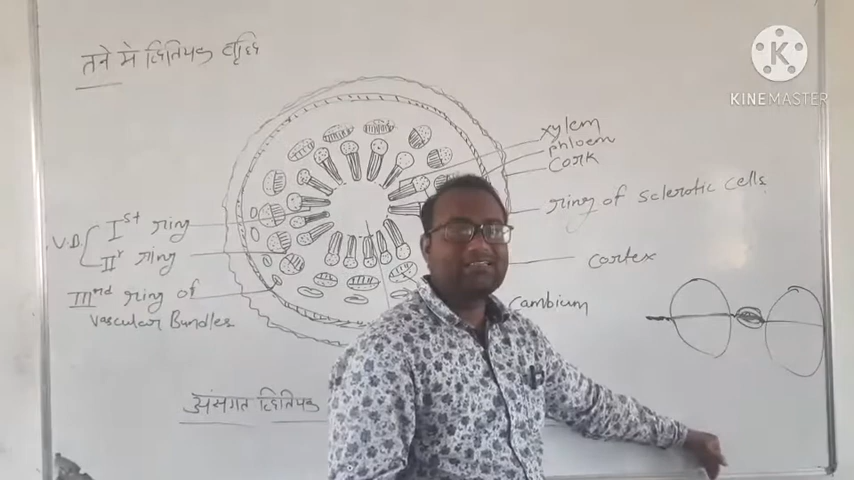 तने में द्वितियक वृद्धि
KINEMASTER
xylem
phloem
cork
ring of sclerotic cells
V.B.
Ist ring
IInd ring
IIIrd ring of
Vascular Bundles
cortex
cambium
असंगत द्वितियक